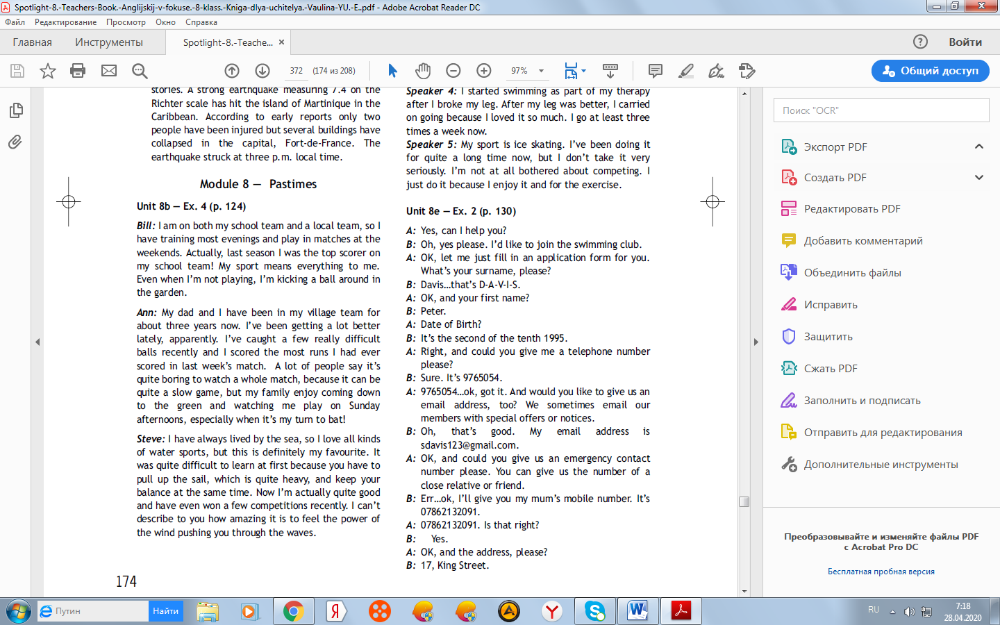 Spotlight-8.-Teachers-Book.-Anglijskij-v-fokuse.-8-klass.-Kniga-dlya-uchitelya.-Vaulina-YU.-E..pdf - Adobe Acrobat Reader DC
Файл Редактирование Просмотр Окно Справка
Главная Инструменты Spotlight-8.-Teache... × ? Войти
372 (174 из 208) 97% Общий доступ
stories. A strong earthquake measuring 7.4 on the
Richter scale has hit the island of Martinique in the
Caribbean. According to early reports only two
people have been injured but several buildings have
collapsed in the capital, Fort-de-France. The
earthquake struck at three p.m. local time.
Module 8 — Pastimes
Unit 8b — Ex. 4 (p. 124)
Bill: I am on both my school team and a local team, so I
have training most evenings and play in matches at the
weekends. Actually, last season I was the top scorer on
my school team! My sport means everything to me.
Even when I'm not playing, I'm kicking a ball around in
the garden.
Ann: My dad and I have been in my village team for
about three years now. I've been getting a lot better
lately, apparently. I've caught a few really difficult
balls recently and I scored the most runs I had ever
scored in last week's match. A lot of people say it's
quite boring to watch a whole match, because it can be
quite a slow game, but my family enjoy coming down
to the green and watching me play on Sunday
afternoons, especially when it's my turn to bat!
Steve: I have always lived by the sea, so I love all kinds
of water sports, but this is definitely my favourite. It
was quite difficult to learn at first because you have to
pull up the sail, which is quite heavy, and keep your
balance at the same time. Now I'm actually quite good
and have even won a few competitions recently. I can't
describe to you how amazing it is to feel the power of
the wind pushing you through the waves.
174
Speaker 4: I started swimming as part of my therapy
after I broke my leg. After my leg was better, I carried
on going because I loved it so much. I go at least three
times a week now.
Speaker 5: My sport is ice skating. I've been doing it
for quite a long time now, but I don't take it very
seriously. I'm not at all bothered about competing. I
just do it because I enjoy it and for the exercise.
Unit 8e — Ex. 2 (p. 130)
A: Yes, can I help you?
B: Oh, yes please. I'd like to join the swimming club.
A: OK, let me just fill in an application form for you.
What's your surname, please?
B: Davis...that's D-A-V-I-S.
A: OK, and your first name?
B: Peter.
A: Date of Birth?
B: It's the second of the tenth 1995.
A: Right, and could you give me a telephone number
please?
B: Sure. It's 9765054.
A: 9765054...ok, got it. And would you like to give us an
email address, too? We sometimes email our
members with special offers or notices.
B: Oh, that's good. My email address is
sdavis123@gmail.com.
A: OK, and could you give us an emergency contact
number please. You can give us the number of a
close relative or friend.
B: Err...ok, I'll give you my mum's mobile number. It's
07862132091.
A: 07862132091. Is that right?
B: Yes.
A: OK, and the address, please?
B: 17, King Street.
Поиск "OCR"
Экспорт PDF
Создать PDF
Редактировать PDF
Добавить комментарий
Объединить файлы
Исправить
Защитить
Сжать PDF
Заполнить и подписать
Отправить для редактирования
Дополнительные инструменты
Преобразовывайте и изменяйте файлы PDF
с Acrobat Pro DC
Бесплатная пробная версия
Путин Найти RU 7:18
28.04.2020